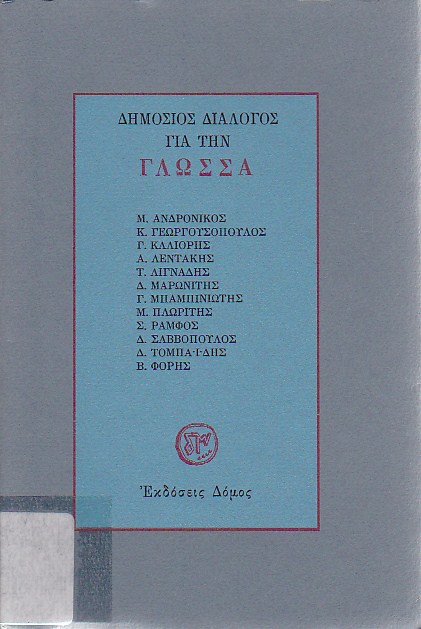 ΔΗΜΟΣΙΟΣ ΔΙΑΛΟΓΟΣ
ΓΙΑ ΤΗΝ
ΓΛΩΣΣΑ
Μ. ΑΝΔΡΟΝΙΚΟΣ
Κ. ΓΕΩΡΓΟΥΣΟΠΟΥΛΟΣ
Γ. ΚΑΛΙΟΡΗΣ
Α. ΛΕΝΤΑΚΗΣ
Τ. ΛΙΓΝΑΔΗΣ
Δ. ΜΑΡΩΝΙΤΗΣ
Γ. ΜΠΑΜΠΙΝΙΩΤΗΣ
Μ. ΠΛΩΡΙΤΗΣ
Σ. ΡΑΜΦΟΣ
Δ. ΣΑΒΒΟΠΟΥΛΟΣ
Δ. ΤΟΜΠΑ·Ι·ΔΗΣ
Β. ΦΟΡΗΣ
Ἐκδόσεις Δόμος